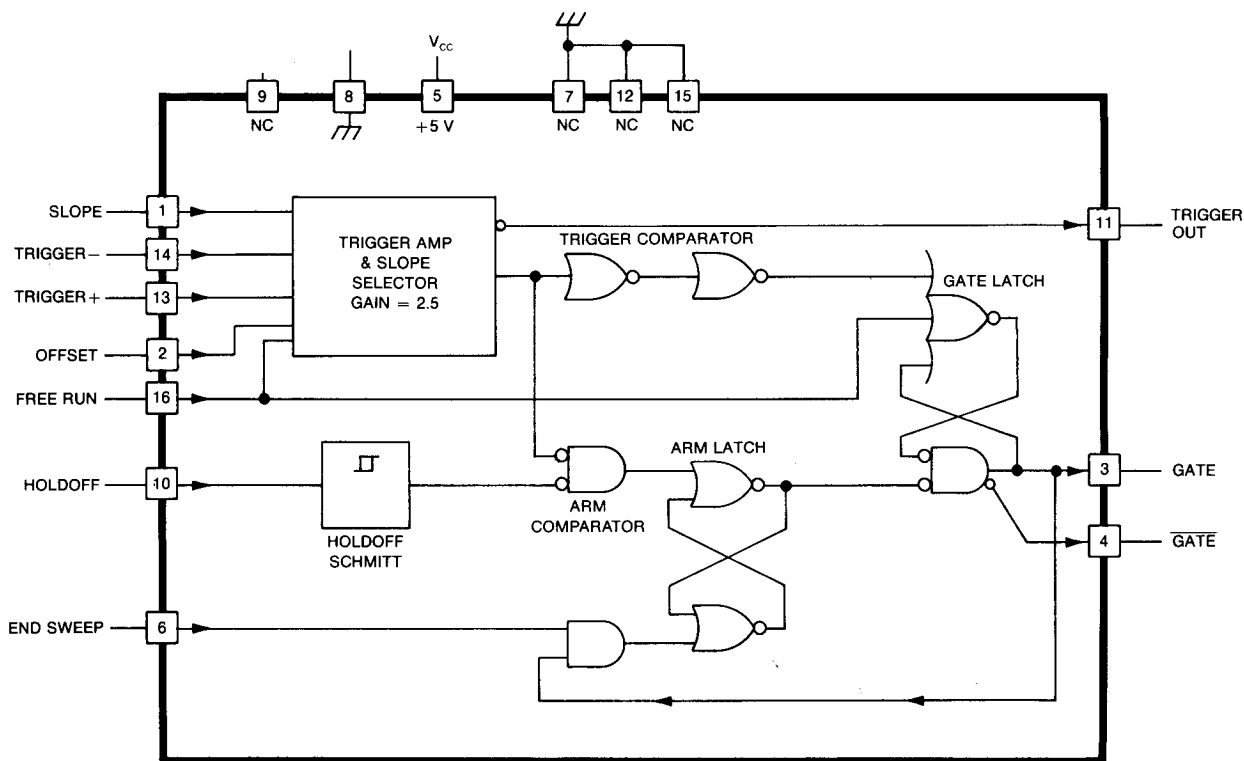 V_CC
9
8
5
7
12
15
NC
+5 V
NC
NC
NC
SLOPE
1
TRIGGER−
14
TRIGGER+
13
OFFSET
2
FREE RUN
16
TRIGGER AMP
& SLOPE
SELECTOR
GAIN = 2.5
TRIGGER COMPARATOR
GATE LATCH
11
TRIGGER
OUT
HOLDOFF
10
HOLDOFF
SCHMITT
ARM
COMPARATOR
ARM LATCH
3
GATE
4
G̅A̅T̅E̅
END SWEEP
6